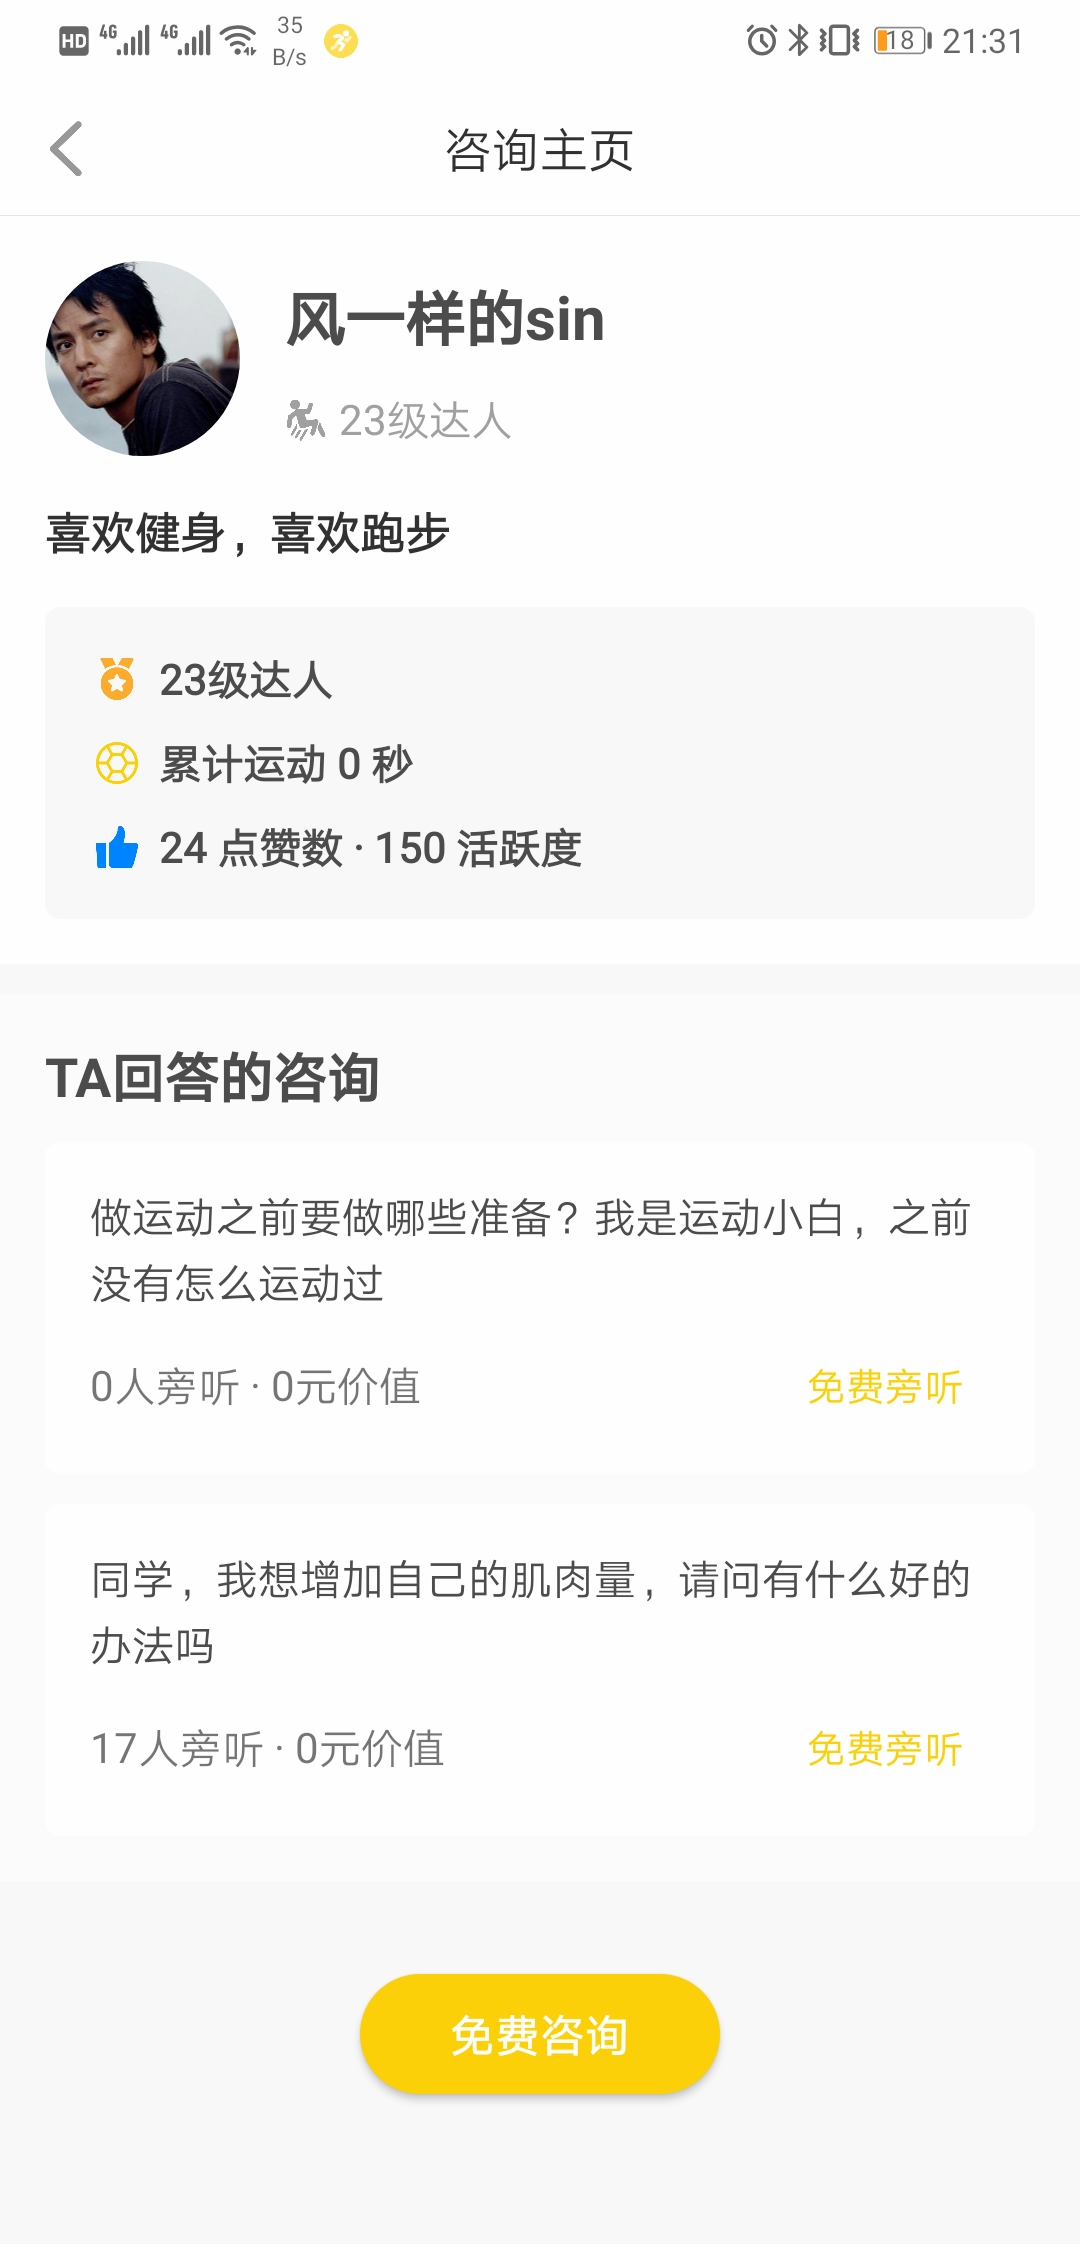 HD 4G 4G 35 B/s 18 21:31
咨询主页
风一样的sin
23级达人
喜欢健身，喜欢跑步
23级达人
累计运动 0 秒
24 点赞数 · 150 活跃度
TA回答的咨询
做运动之前要做哪些准备？我是运动小白，之前
没有怎么运动过
0人旁听 · 0元价值 免费旁听
同学，我想增加自己的肌肉量，请问有什么好的
办法吗
17人旁听 · 0元价值 免费旁听
免费咨询